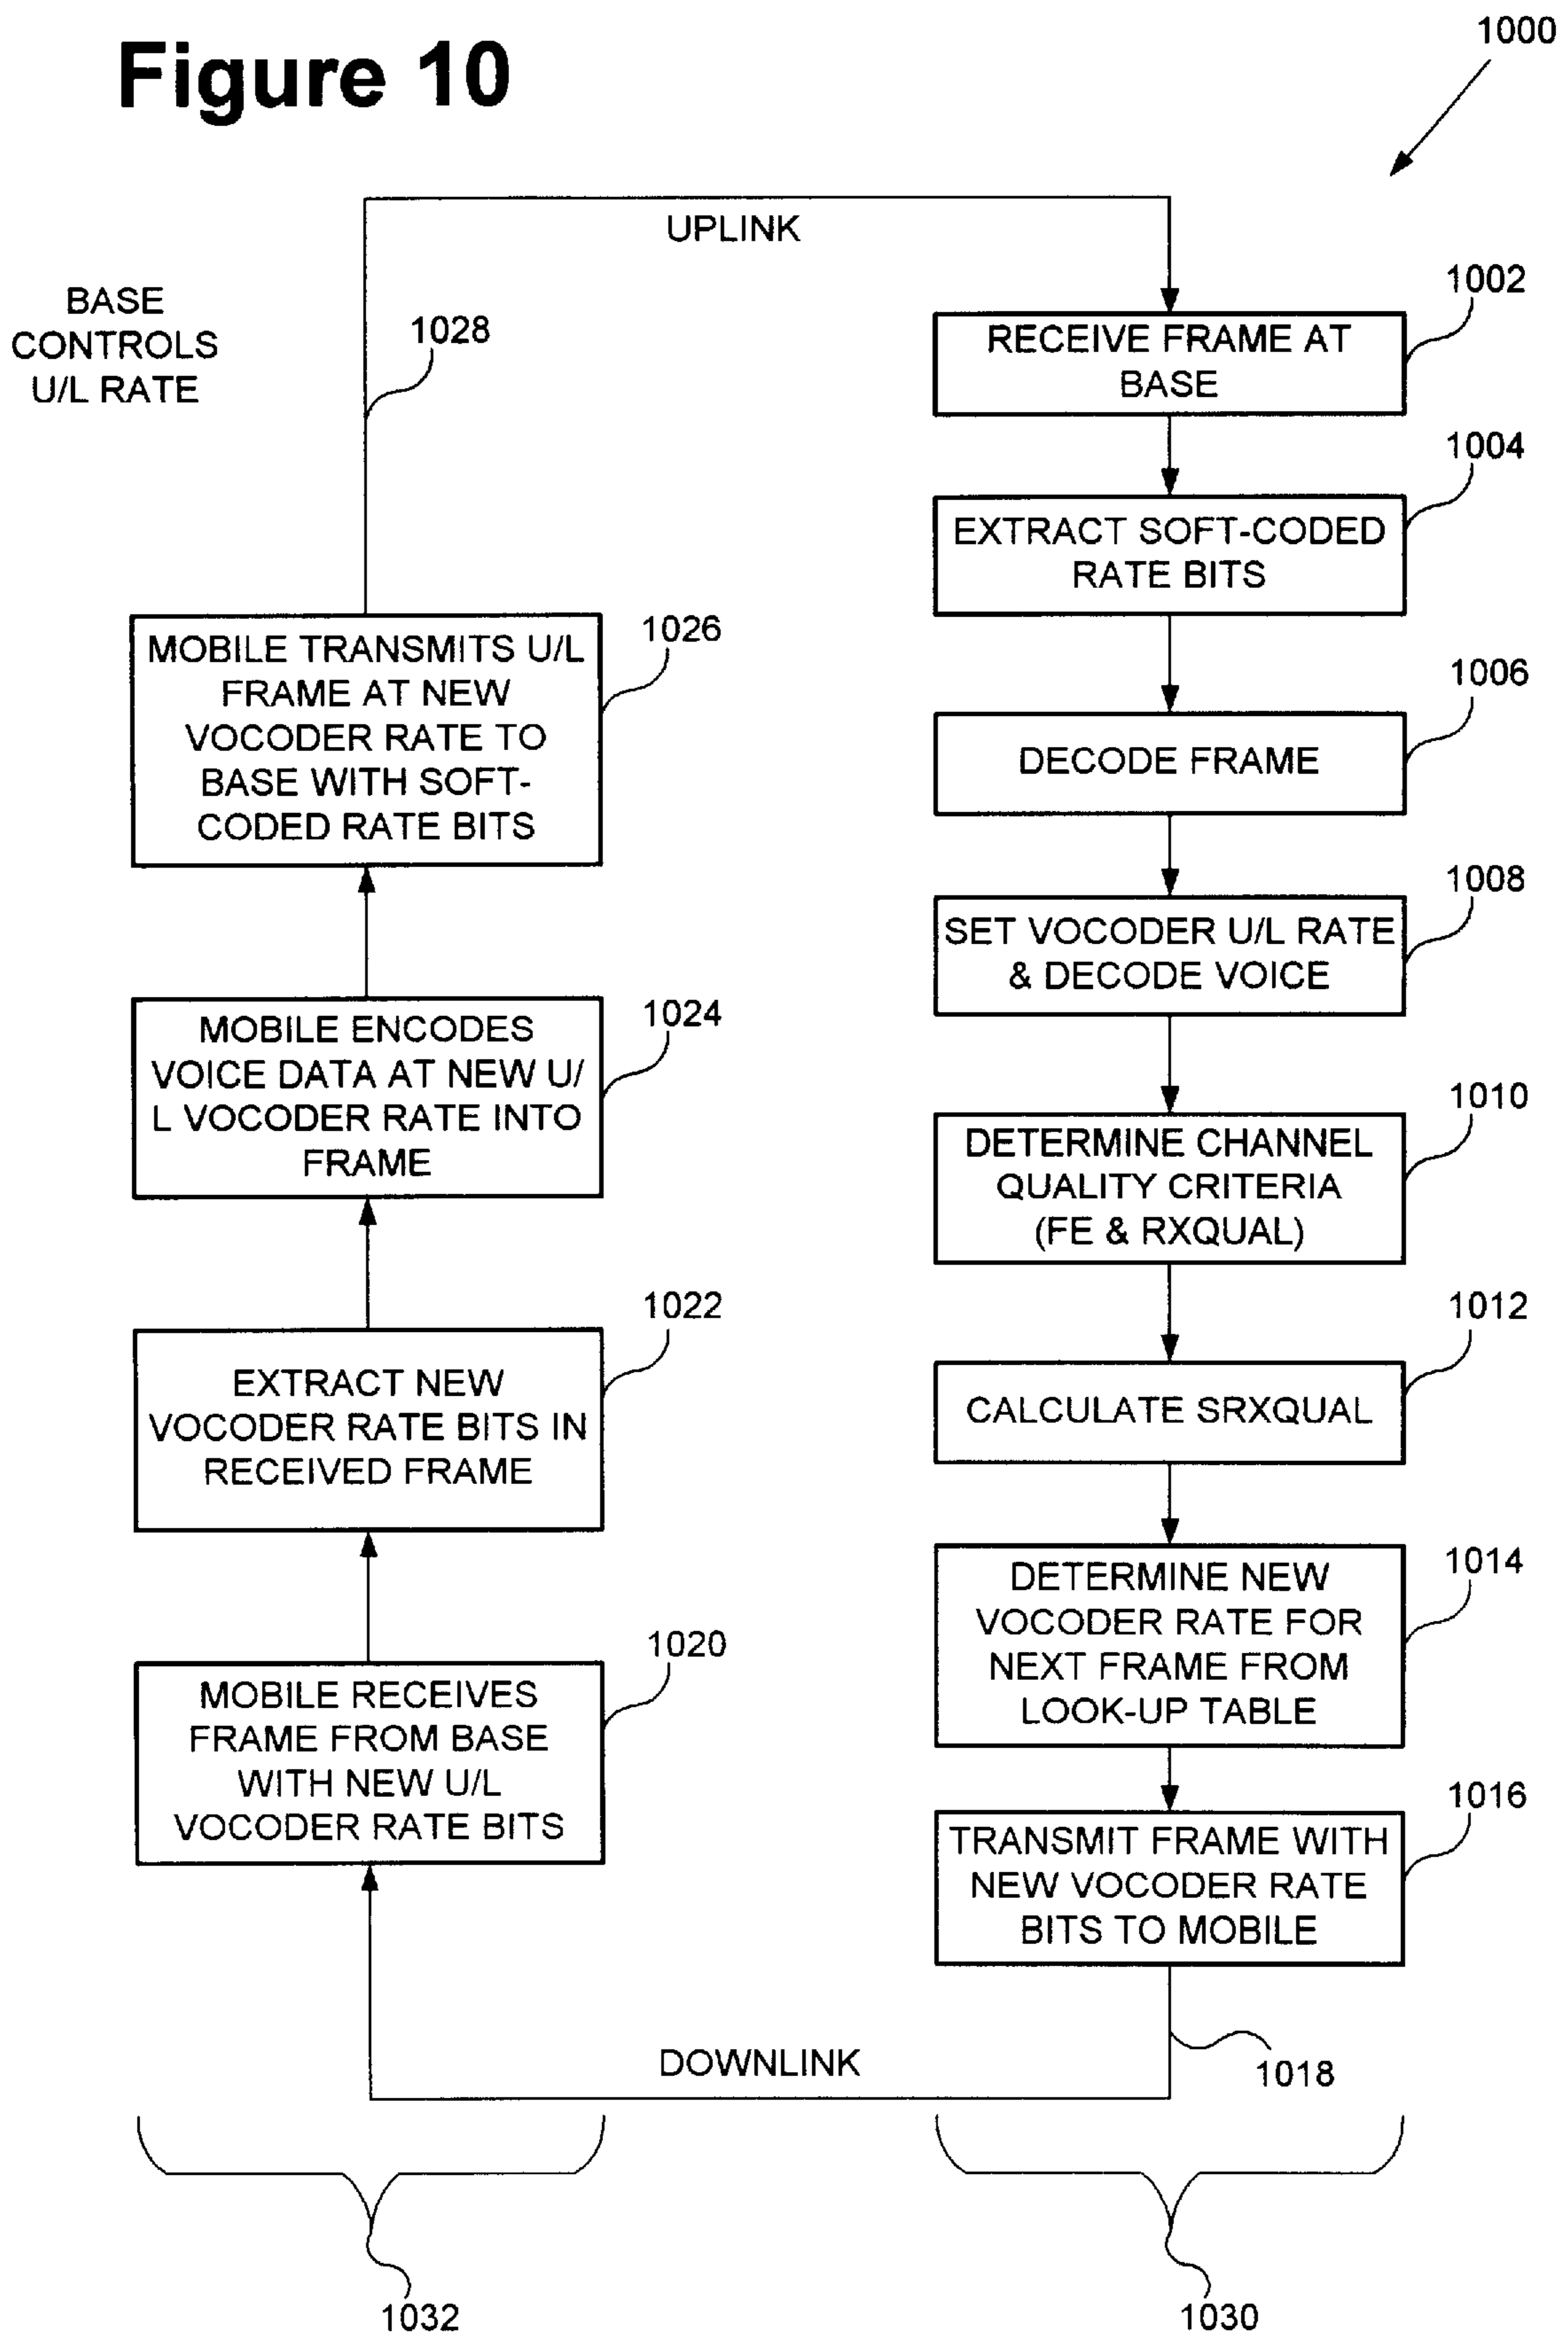 Figure 10
1000
UPLINK
BASE
CONTROLS
U/L RATE
1028
1002
RECEIVE FRAME AT
BASE
1004
EXTRACT SOFT-CODED
RATE BITS
1026
MOBILE TRANSMITS U/L
FRAME AT NEW
VOCODER RATE TO
BASE WITH SOFT-
CODED RATE BITS
1006
DECODE FRAME
1008
SET VOCODER U/L RATE
& DECODE VOICE
1024
MOBILE ENCODES
VOICE DATA AT NEW U/
L VOCODER RATE INTO
FRAME
1010
DETERMINE CHANNEL
QUALITY CRITERIA
(FE & RXQUAL)
1022
EXTRACT NEW
VOCODER RATE BITS IN
RECEIVED FRAME
1012
CALCULATE SRXQUAL
1014
DETERMINE NEW
VOCODER RATE FOR
NEXT FRAME FROM
LOOK-UP TABLE
1020
MOBILE RECEIVES
FRAME FROM BASE
WITH NEW U/L
VOCODER RATE BITS
1016
TRANSMIT FRAME WITH
NEW VOCODER RATE
BITS TO MOBILE
DOWNLINK
1018
1032
1030